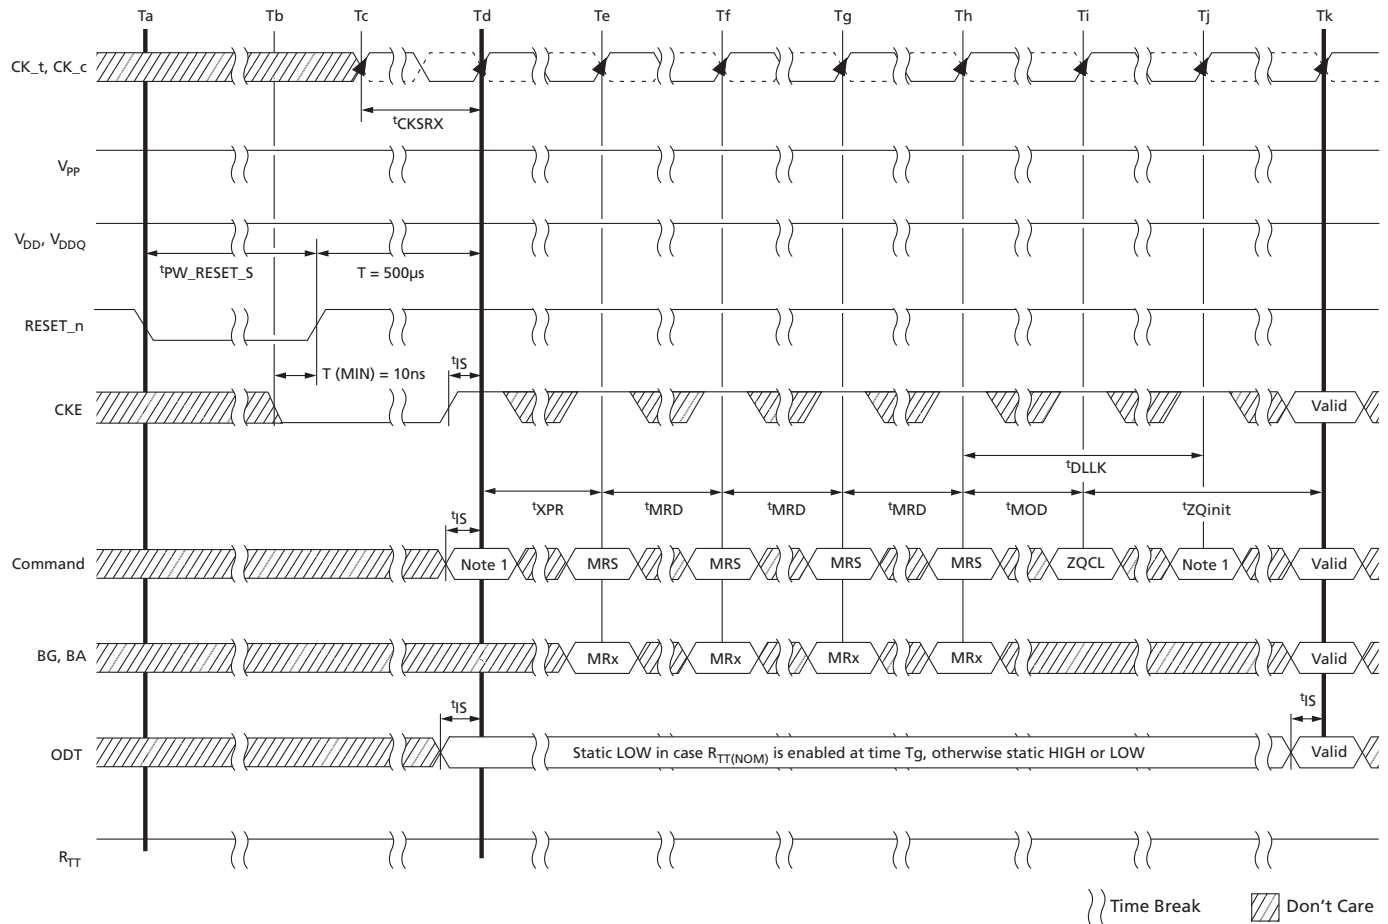 Ta Tb Tc Td Te Tf Tg Th Ti Tj Tk
CK_t, CK_c
tCKSRX
VPP
VDD, VDDQ
tPW_RESET_S T = 500µs
RESET_n
T (MIN) = 10ns tIS
CKE Valid
tDLLK
tXPR tMRD tMRD tMRD tMOD tZQinit
tIS
Command Note 1 MRS MRS MRS MRS ZQCL Note 1 Valid
BG, BA MRx MRx MRx MRx Valid
tIS tIS
ODT Static LOW in case RTT(NOM) is enabled at time Tg, otherwise static HIGH or LOW Valid
RTT
Time Break Don't Care